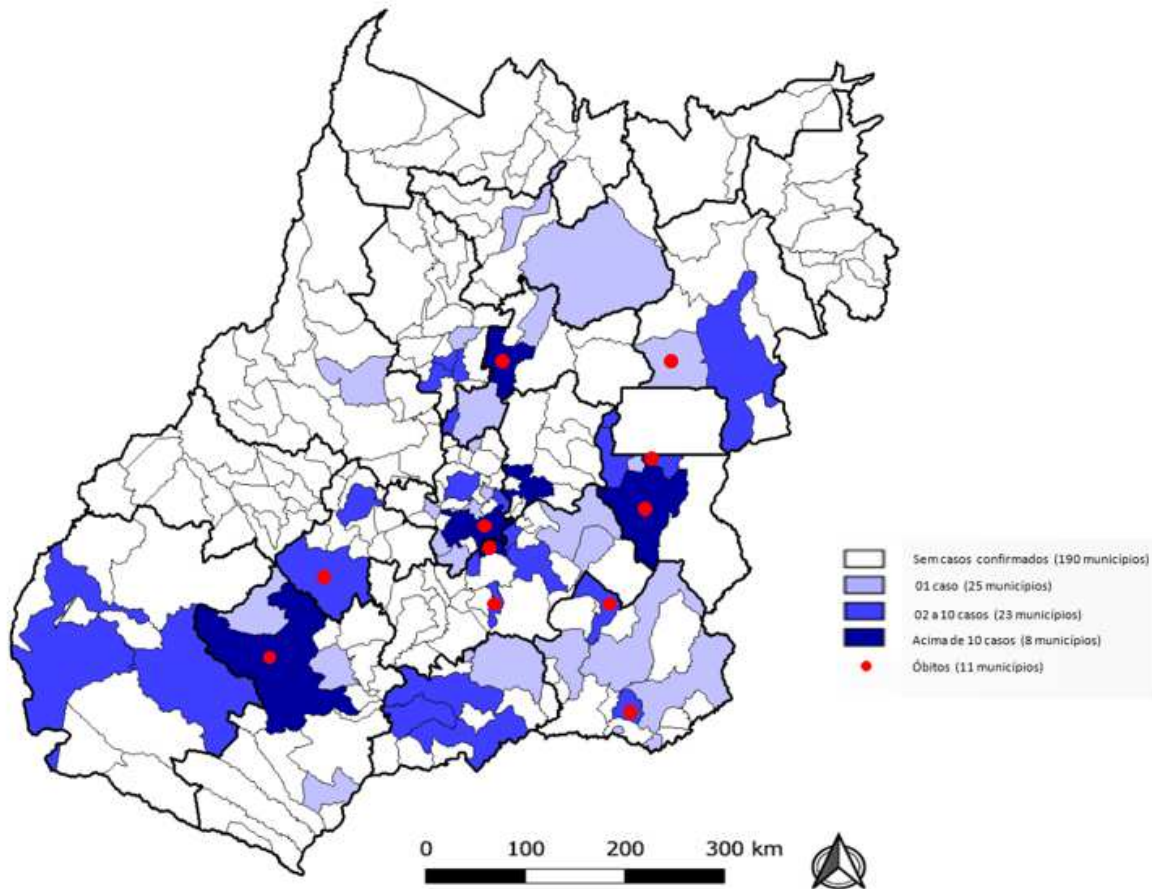 Sem casos confirmados (190 municípios)
01 caso (25 municípios)
02 a 10 casos (23 municípios)
Acima de 10 casos (8 municípios)
Óbitos (11 municípios)
0 100 200 300 km